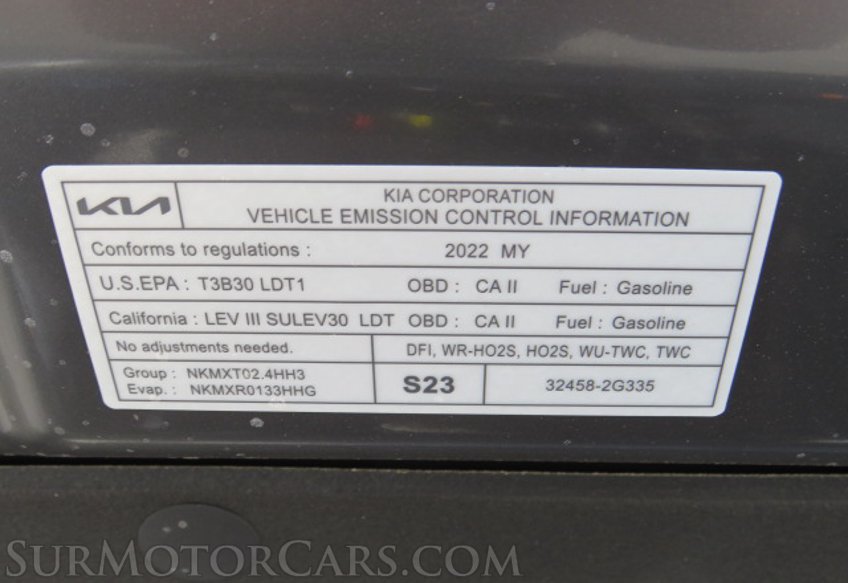 KIA
KIA CORPORATION
VEHICLE EMISSION CONTROL INFORMATION
Conforms to regulations : 2022 MY
U.S.EPA : T3B30 LDT1 OBD : CA II Fuel : Gasoline
California : LEV III SULEV30 LDT OBD : CA II Fuel : Gasoline
No adjustments needed. DFI, WR-HO2S, HO2S, WU-TWC, TWC
Group : NKMXT02.4HH3
Evap. : NKMXR0133HHG
S23
32458-2G335
SURMOTORCARS.COM